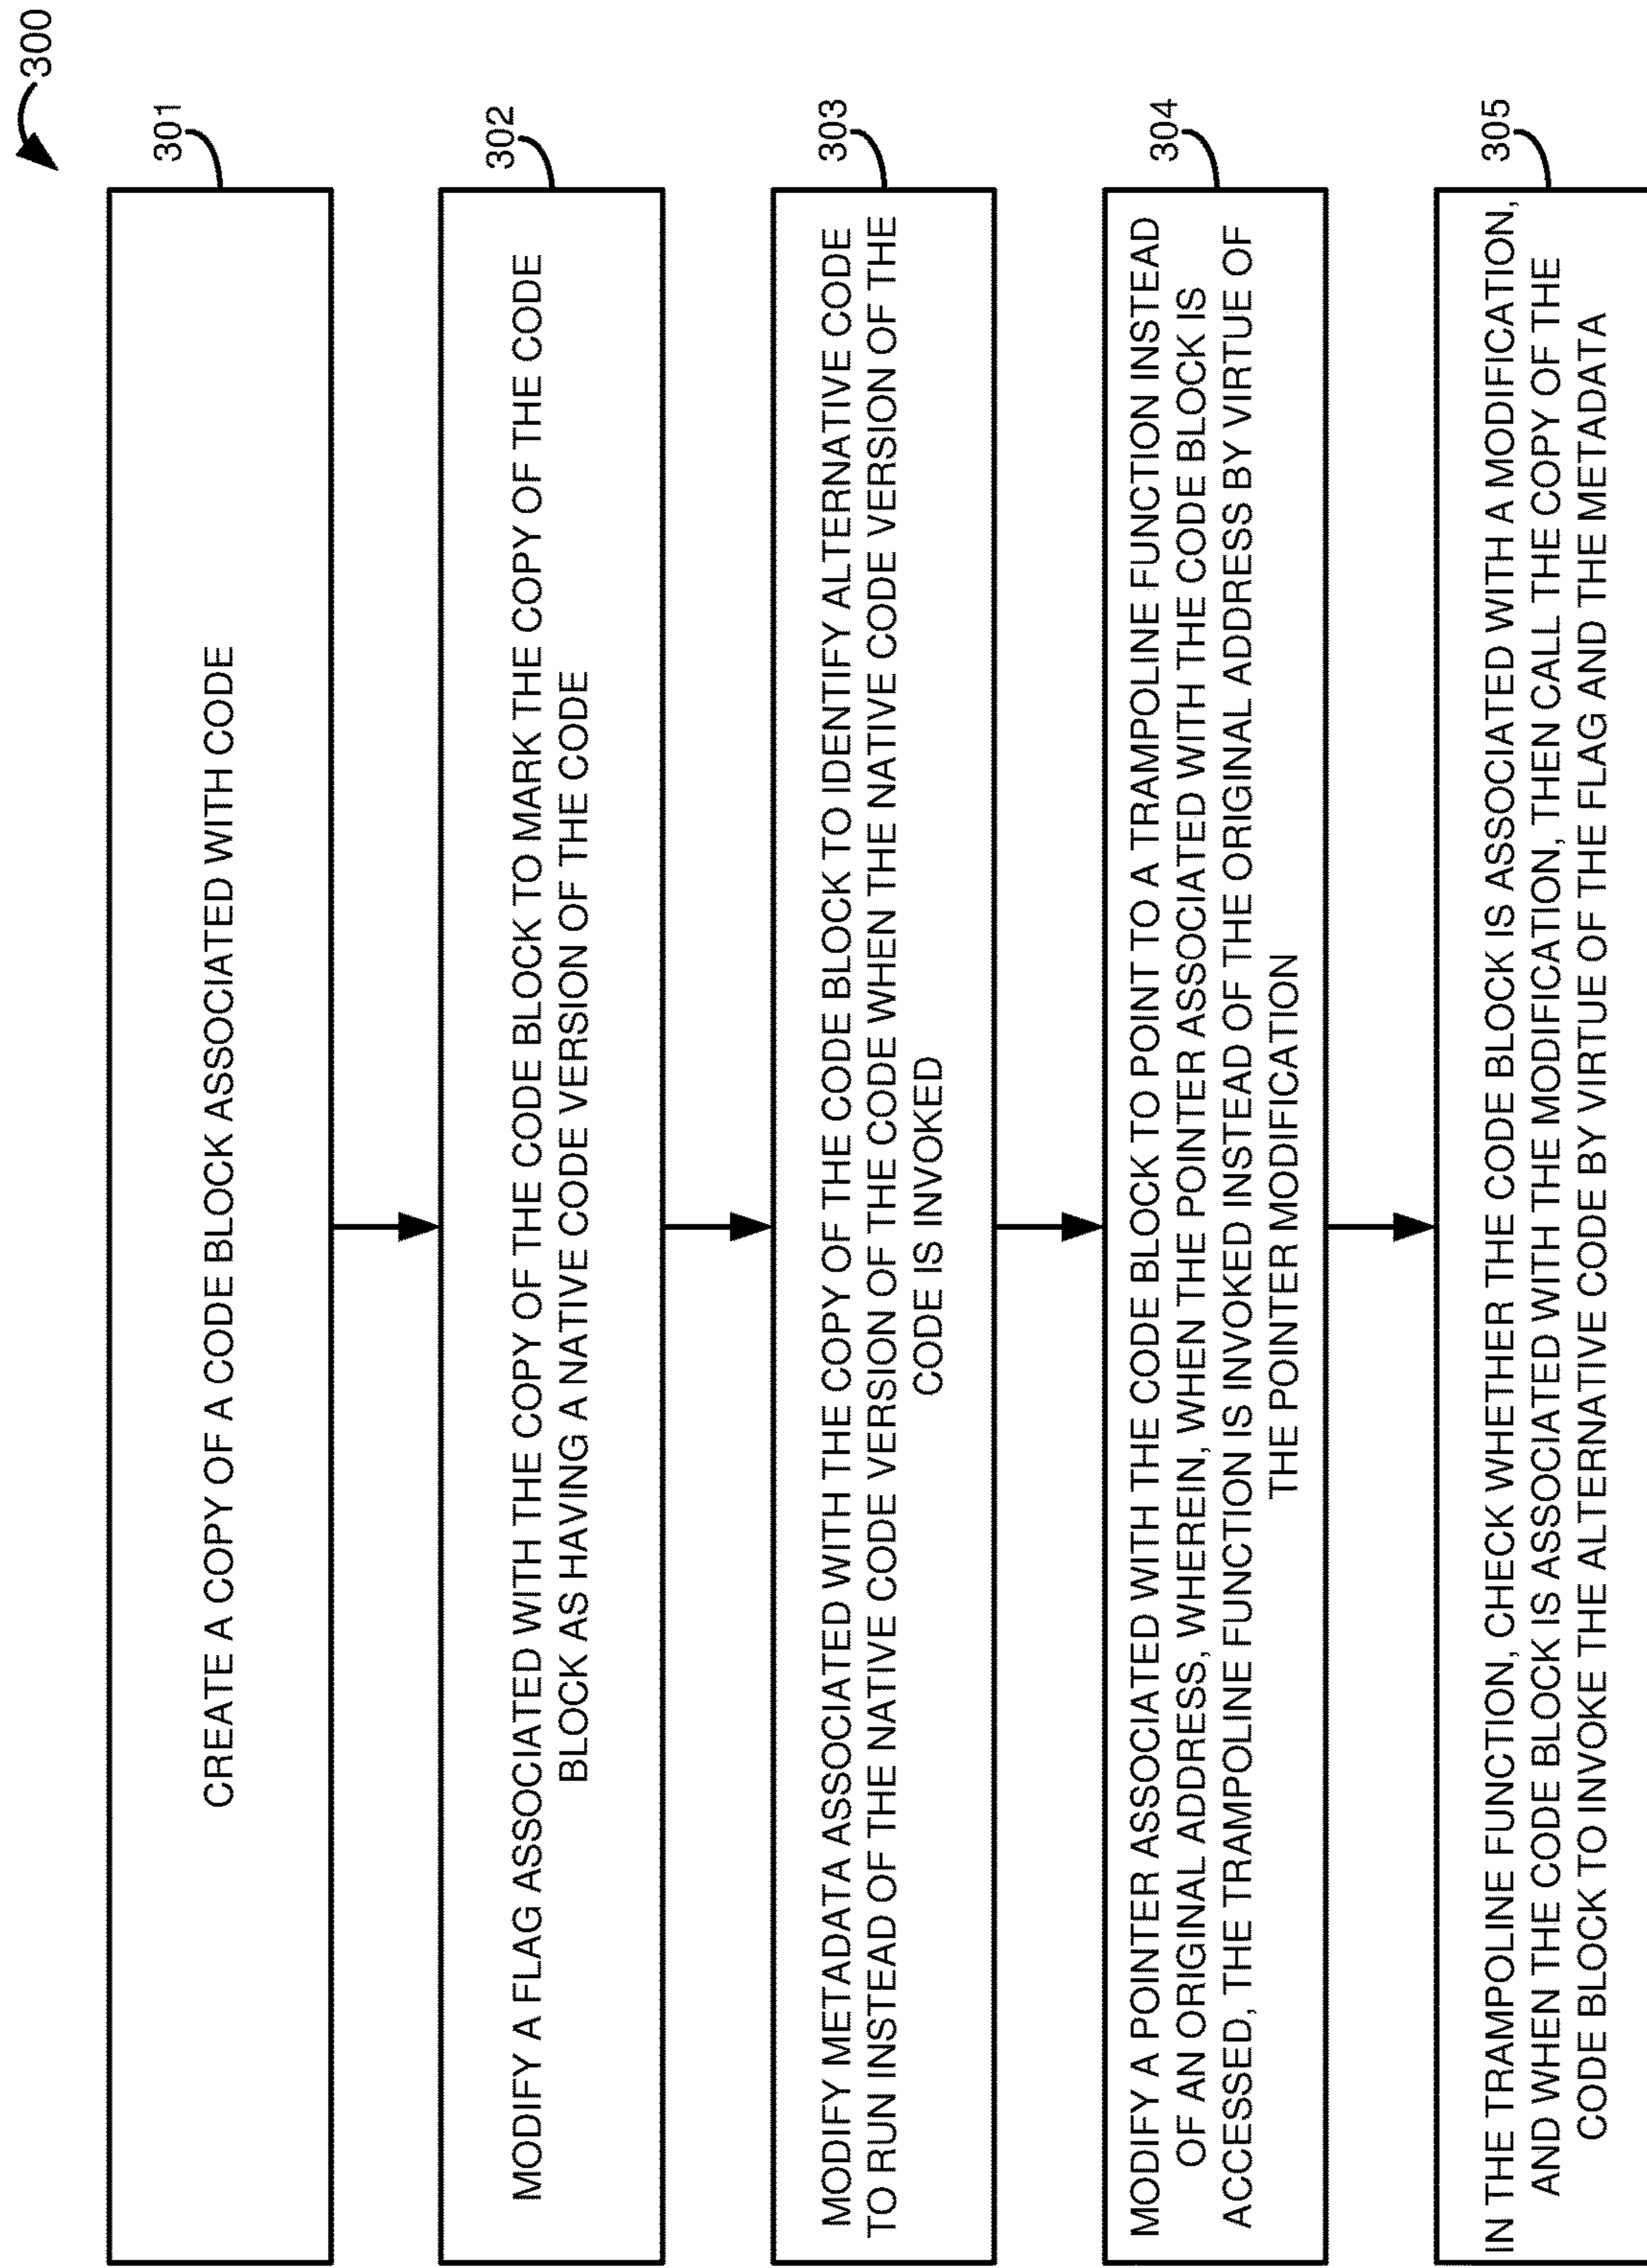 300
301
CREATE A COPY OF A CODE BLOCK ASSOCIATED WITH CODE
302
MODIFY A FLAG ASSOCIATED WITH THE COPY OF THE CODE BLOCK TO MARK THE COPY OF THE CODE
BLOCK AS HAVING A NATIVE CODE VERSION OF THE CODE
303
MODIFY METADATA ASSOCIATED WITH THE COPY OF THE CODE BLOCK TO IDENTIFY ALTERNATIVE CODE
TO RUN INSTEAD OF THE NATIVE CODE VERSION OF THE CODE WHEN THE NATIVE CODE VERSION OF THE
CODE IS INVOKED
304
MODIFY A POINTER ASSOCIATED WITH THE CODE BLOCK TO POINT TO A TRAMPOLINE FUNCTION INSTEAD
OF AN ORIGINAL ADDRESS, WHEREIN, WHEN THE POINTER ASSOCIATED WITH THE CODE BLOCK IS
ACCESSED, THE TRAMPOLINE FUNCTION IS INVOKED INSTEAD OF THE ORIGINAL ADDRESS BY VIRTUE OF
THE POINTER MODIFICATION
305
IN THE TRAMPOLINE FUNCTION, CHECK WHETHER THE CODE BLOCK IS ASSOCIATED WITH A MODIFICATION,
AND WHEN THE CODE BLOCK IS ASSOCIATED WITH THE MODIFICATION, THEN CALL THE COPY OF THE
CODE BLOCK TO INVOKE THE ALTERNATIVE CODE BY VIRTUE OF THE FLAG AND THE METADATA